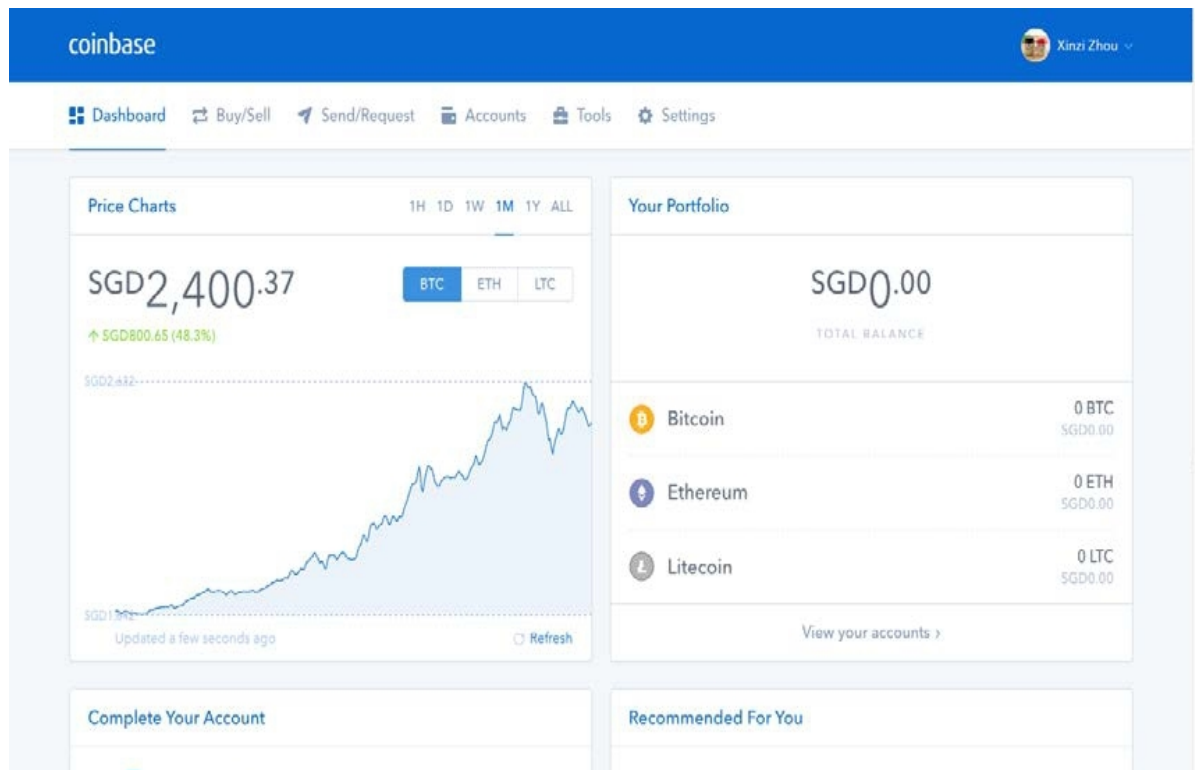 coinbase
Xinzi Zhou
Dashboard Buy/Sell Send/Request Accounts Tools Settings
Price Charts
1H 1D 1W 1M 1Y ALL
SGD2,400.37
BTC ETH LTC
↑ SGD800.65 (48.3%)
Updated a few seconds ago
Refresh
Your Portfolio
SGD0.00
TOTAL BALANCE
Bitcoin
0 BTC
SGD0.00
Ethereum
0 ETH
SGD0.00
Litecoin
0 LTC
SGD0.00
View your accounts ›
Complete Your Account
Recommended For You